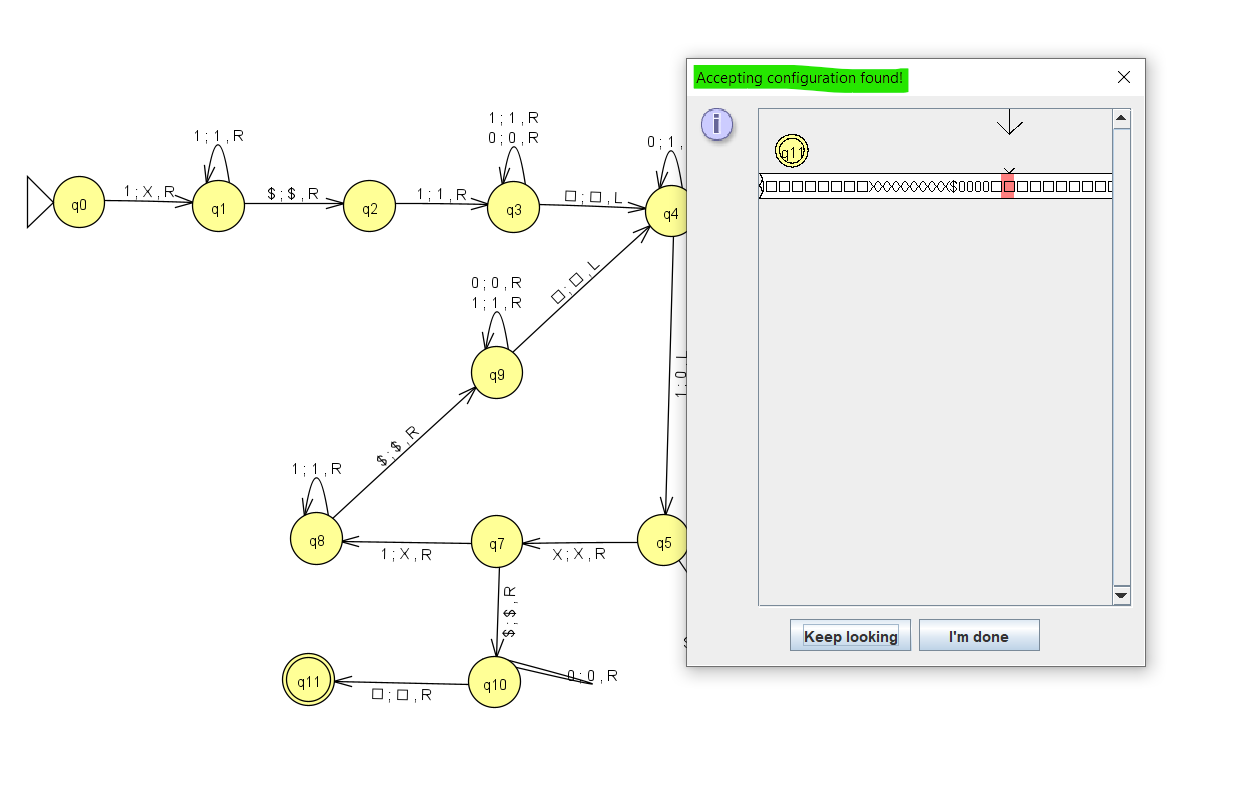 Accepting configuration found!
1 ; 1 , R
0 ; 0 , R
1 ; 1 , R
0 ; 1 ,
q11
1 ; X , R
$ ; $ , R
1 ; 1 , R
□ ; □ , L
q0
q1
q2
q3
q4
□□□□□□□□XXXXXXXXX$0000□□□□□□□□□
0 ; 0 , R
1 ; 1 , R
□ ; □ , L
q9
1 ; 0 , L
$ ; $ , R
1 ; 1 , R
q8
1 ; X , R
q7
X ; X , R
q5
$ ; $ , R
$
q11
□ ; □ , R
q10
0 ; 0 , R
Keep looking
I'm done